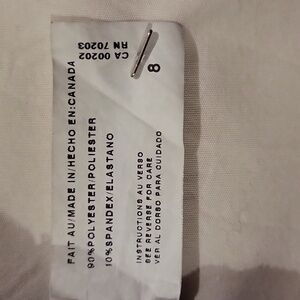 CA 00202
RN 70203
8
FAIT AU/MADE IN/HECHO EN:CANADA
90%POLYESTER/POLIESTER
10%SPANDEX/ELASTANO
INSTRUCTIONS AU VERSO
SEE REVERSE FOR CARE
VER AL DORSO PARA CUIDADO